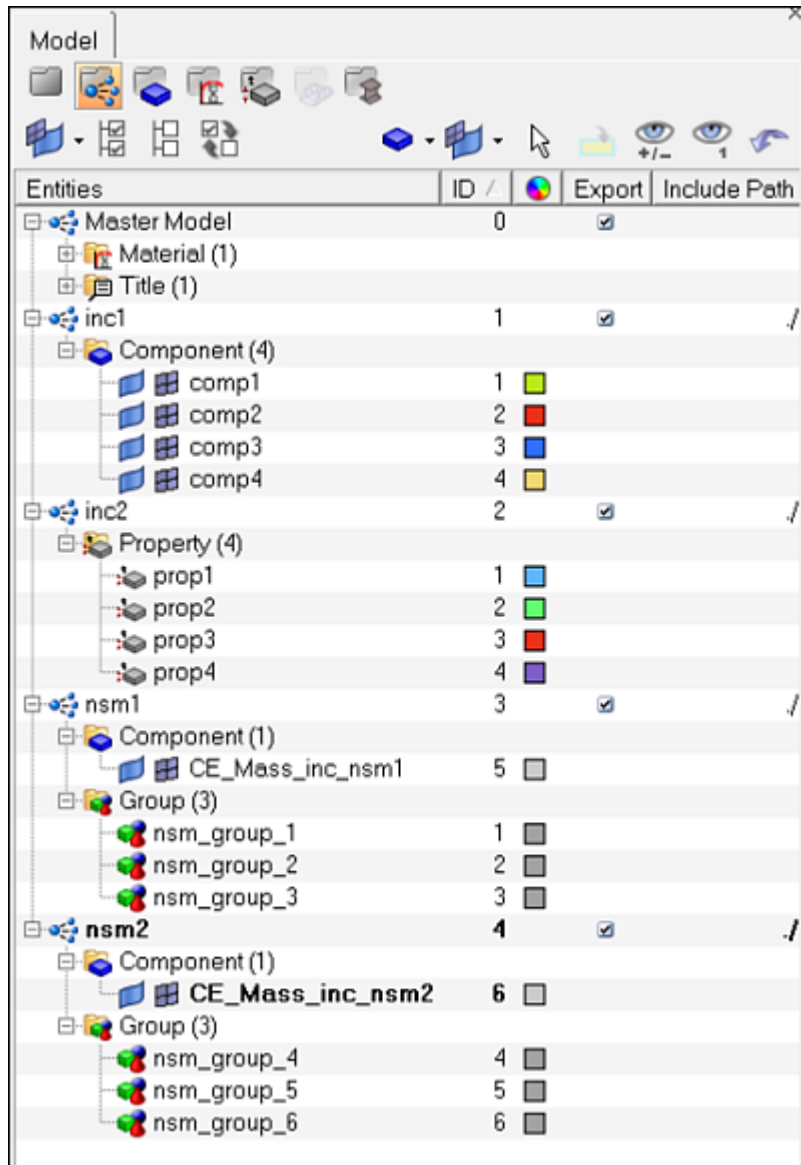 Model
+/-
1
Entities ID Export Include Path
Master Model 0
Material (1)
Title (1)
inc1 1 ./
Component (4)
comp1 1
comp2 2
comp3 3
comp4 4
inc2 2 ./
Property (4)
prop1 1
prop2 2
prop3 3
prop4 4
nsm1 3 ./
Component (1)
CE_Mass_inc_nsm1 5
Group (3)
nsm_group_1 1
nsm_group_2 2
nsm_group_3 3
nsm2 4 ./
Component (1)
CE_Mass_inc_nsm2 6
Group (3)
nsm_group_4 4
nsm_group_5 5
nsm_group_6 6